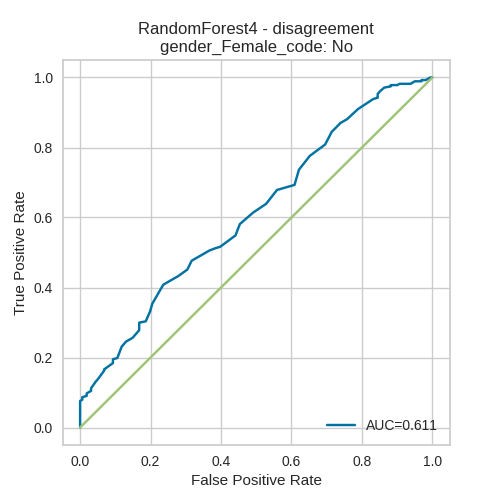 RandomForest4 - disagreement
gender_Female_code: No
1.0
0.8
0.6
0.4
0.2
0.0
True Positive Rate
AUC=0.611
0.0 0.2 0.4 0.6 0.8 1.0
False Positive Rate